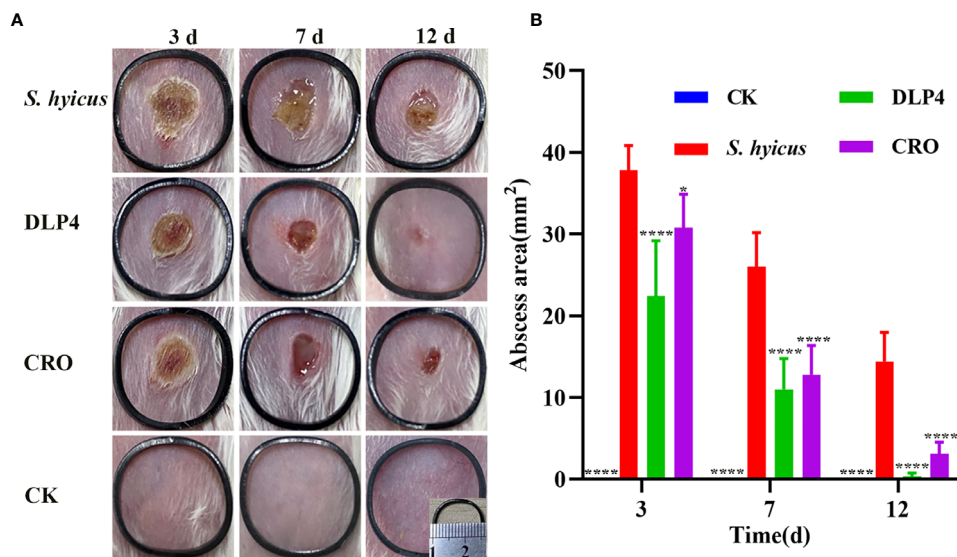 A
3 d 7 d 12 d
S. hyicus
DLP4
CRO
CK
1 2
B
50
40
30
20
10
0
Abscess area(mm²)
CK DLP4
S. hyicus CRO
**** **** *
**** **** ****
**** **** ****
3 7 12
Time(d)